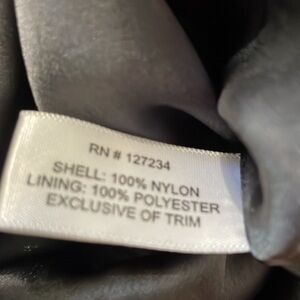 RN # 127234
SHELL: 100% NYLON
LINING: 100% POLYESTER
EXCLUSIVE OF TRIM